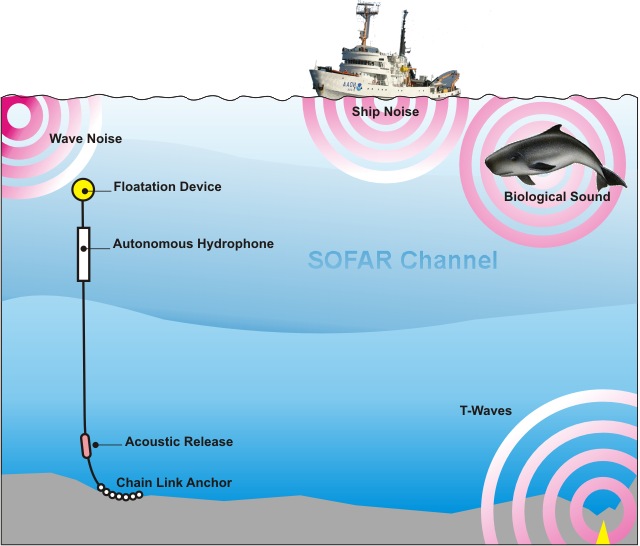 Ship Noise
Wave Noise
Floatation Device
Biological Sound
Autonomous Hydrophone
SOFAR Channel
T-Waves
Acoustic Release
Chain Link Anchor